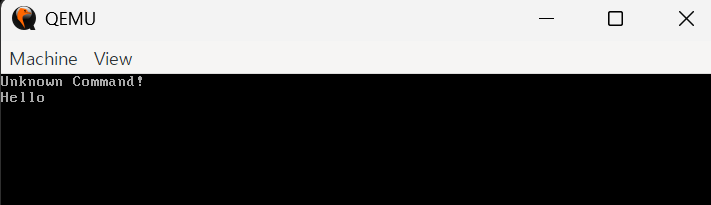 QEMU
Machine View
Unknown Command!
Hello